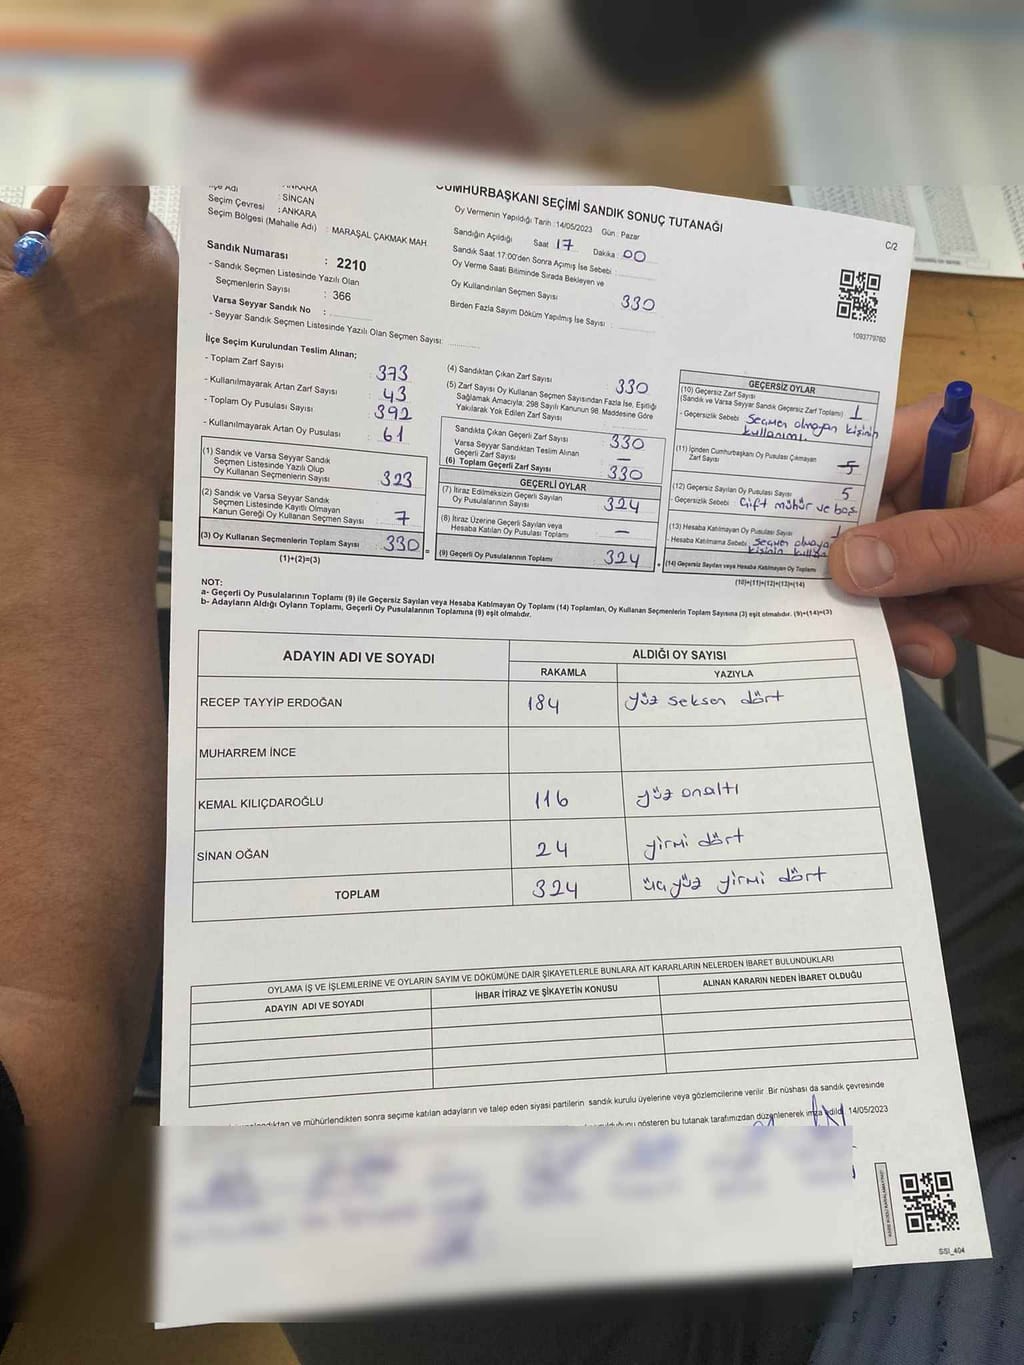 CUMHURBAŞKANI SEÇİMİ SANDIK SONUÇ TUTANAĞI
C/2
İlçe Adı : SİNCAN
Seçim Çevresi : ANKARA
Seçim Bölgesi (Mahalle Adı) : MARAŞAL ÇAKMAK MAH
Oy Vermenin Yapıldığı Tarih : 14/05/2023 Gün : Pazar
Sandığın Açıldığı Saat 17 Dakika : 00
Sandık Saat 17:00'den Sonra Açımış İse Sebebi :
Oy Verme Saati Bitiminde Sırada Bekleyen ve
Oy Kullandırılan Seçmen Sayısı 330
Birden Fazla Sayım Döküm Yapılmış İse Sayısı :
Sandık Numarası : 2210
- Sandık Seçmen Listesinde Yazılı Olan
Seçmenlerin Sayısı : 366
Varsa Seyyar Sandık No :
- Seyyar Sandık Seçmen Listesinde Yazılı Olan Seçmen Sayısı:
1093779760
İlçe Seçim Kurulundan Teslim Alınan;
- Toplam Zarf Sayısı 373
- Kullanılmayarak Artan Zarf Sayısı 43
- Toplam Oy Pusulası Sayısı 392
- Kullanılmayarak Artan Oy Pusulası 61
(1) Sandık ve Varsa Seyyar Sandık
Seçmen Listesinde Yazılı Olup
Oy Kullanan Seçmenlerin Sayısı 323
(2) Sandık ve Varsa Seyyar Sandık
Seçmen Listesinde Kayıtlı Olmayan
Kanun Gereği Oy Kullanan Seçmen Sayısı 7
(3) Oy Kullanan Seçmenlerin Toplam Sayısı 330
(1)+(2)=(3)
=
(4) Sandıktan Çıkan Zarf Sayısı 330
(5) Zarf Sayısı Oy Kullanan Seçmen Sayısından Fazla İse, Eşitliği
Sağlamak Amacıyla; 298 Sayılı Kanunun 98. Maddesine Göre
Yakılarak Yok Edilen Zarf Sayısı
Sandıkta Çıkan Geçerli Zarf Sayısı 330
Varsa Seyyar Sandıktan Teslim Alınan
Geçerli Zarf Sayısı —
(6) Toplam Geçerli Zarf Sayısı 330
GEÇERLİ OYLAR
(7) İtiraz Edilmeksizin Geçerli Sayılan
Oy Pusulalarının Sayısı 324
(8) İtiraz Üzerine Geçerli Sayılan veya
Hesaba Katılan Oy Pusulası Toplamı —
(9) Geçerli Oy Pusulalarının Toplamı 324
+
GEÇERSİZ OYLAR
(10) Geçersiz Zarf Sayısı
(Sandık ve Varsa Seyyar Sandık Geçersiz Zarf Toplamı) 1
- Geçersizlik Sebebi Seçmen olmayan kişinin
kullanımı.
(11) İçinden Cumhurbaşkanı Oy Pusulası Çıkmayan
Zarf Sayısı
(12) Geçersiz Sayılan Oy Pusulası Sayısı 5
- Geçersizlik Sebebi Çift mühür ve boş
(13) Hesaba Katılmayan Oy Pusulası Sayısı
- Hesaba Katılmama Sebebi Seçmen
kişinin
(14) Geçersiz Sayılan veya Hesaba Katılmayan Oy Toplamı
(10)+(11)+(12)+(13)=(14)
NOT:
a- Geçerli Oy Pusulalarının Toplamı (9) ile Geçersiz Sayılan veya Hesaba Katılmayan Oy Toplamı (14) Toplamları, Oy Kullanan Seçmenlerin Toplam Sayısına (3) eşit olmalıdır. (9)+(14)=(3)
b- Adayların Aldığı Oyların Toplamı, Geçerli Oy Pusulalarının Toplamına (9) eşit olmalıdır.
ADAYIN ADI VE SOYADI ALDIĞI OY SAYISI
RAKAMLA YAZIYLA
RECEP TAYYİP ERDOĞAN 184 yüz seksen dört
MUHARREM İNCE
KEMAL KILIÇDAROĞLU 116 yüz onaltı
SİNAN OĞAN 24 yirmi dört
TOPLAM 324 üçyüz yirmi dört
OYLAMA İŞ VE İŞLEMLERİNE VE OYLARIN SAYIM VE DÖKÜMÜNE DAİR ŞİKAYETLERLE BUNLARA AİT KARARLARIN NELERDEN İBARET BULUNDUKLARI
ADAYIN ADI VE SOYADI İHBAR İTİRAZ VE ŞİKAYETİN KONUSU ALINAN KARARIN NEDEN İBARET OLDUĞU
ve mühürlendikten sonra seçime katılan adayların ve talep eden siyasi partilerin sandık kurulu üyelerine veya gözlemcilerine verilir. Bir nüshası da sandık çevresinde
gösteren bu tutanak tarafımızdan düzenlenerek imza edildi. 14/05/2023
SSİ_404